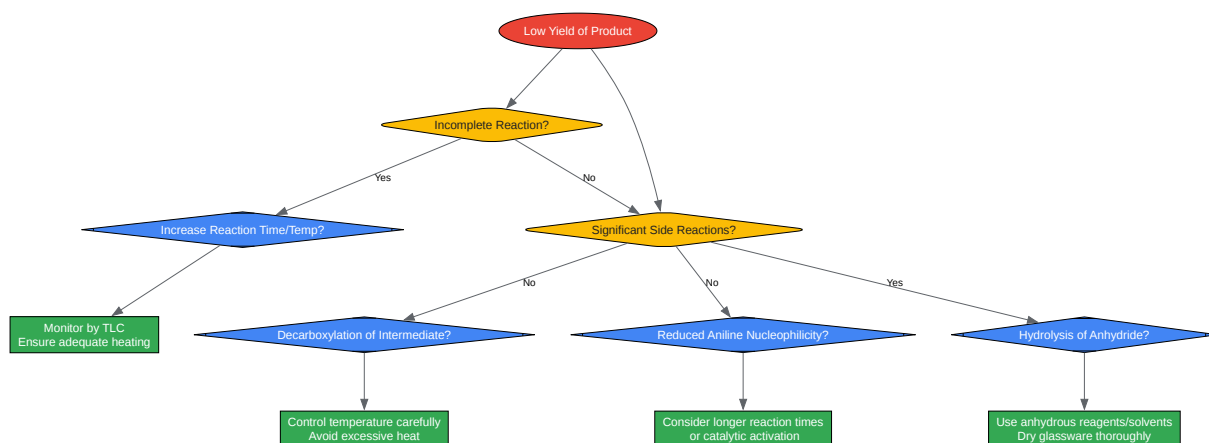 Low Yield of Product
Incomplete Reaction?
Yes
No
Increase Reaction Time/Temp?
Significant Side Reactions?
No
No
Yes
Monitor by TLC
Ensure adequate heating
Decarboxylation of Intermediate?
Reduced Aniline Nucleophilicity?
Hydrolysis of Anhydride?
Control temperature carefully
Avoid excessive heat
Consider longer reaction times
or catalytic activation
Use anhydrous reagents/solvents
Dry glassware thoroughly